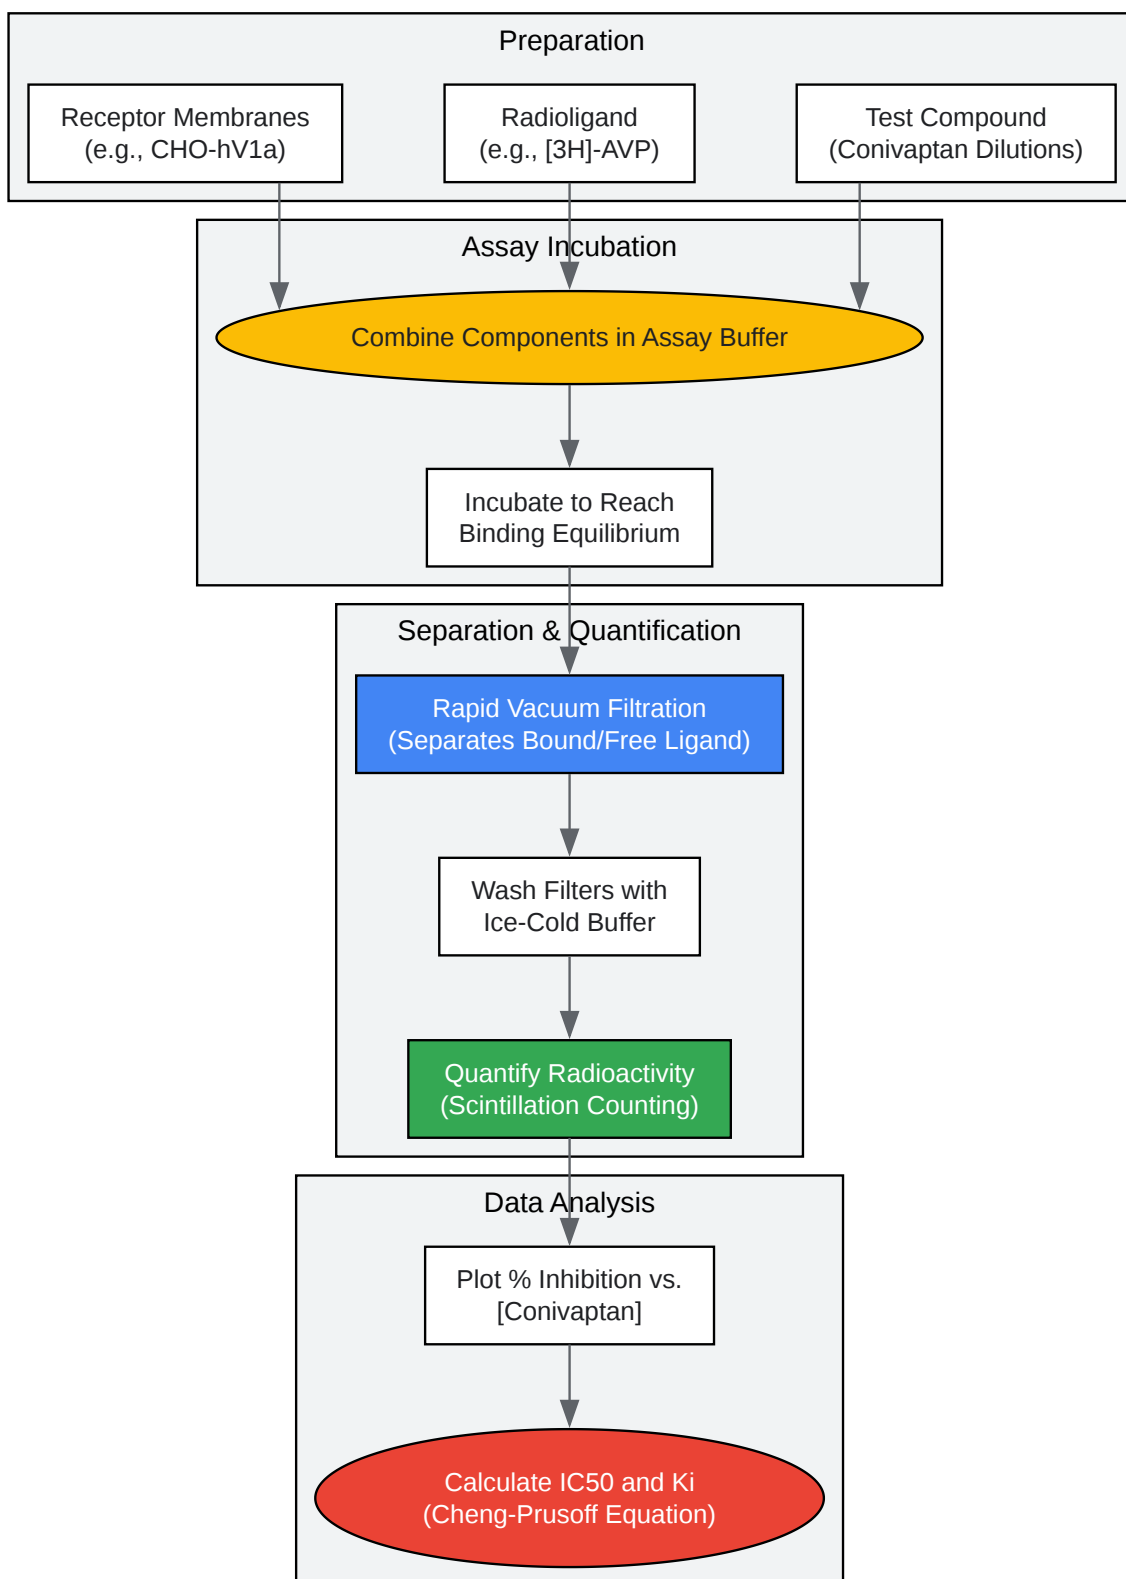 Preparation
Receptor Membranes
(e.g., CHO-hV1a)
Radioligand
(e.g., [3H]-AVP)
Test Compound
(Conivaptan Dilutions)
Assay Incubation
Combine Components in Assay Buffer
Incubate to Reach
Binding Equilibrium
Separation & Quantification
Rapid Vacuum Filtration
(Separates Bound/Free Ligand)
Wash Filters with
Ice-Cold Buffer
Quantify Radioactivity
(Scintillation Counting)
Data Analysis
Plot % Inhibition vs.
[Conivaptan]
Calculate IC50 and Ki
(Cheng-Prusoff Equation)